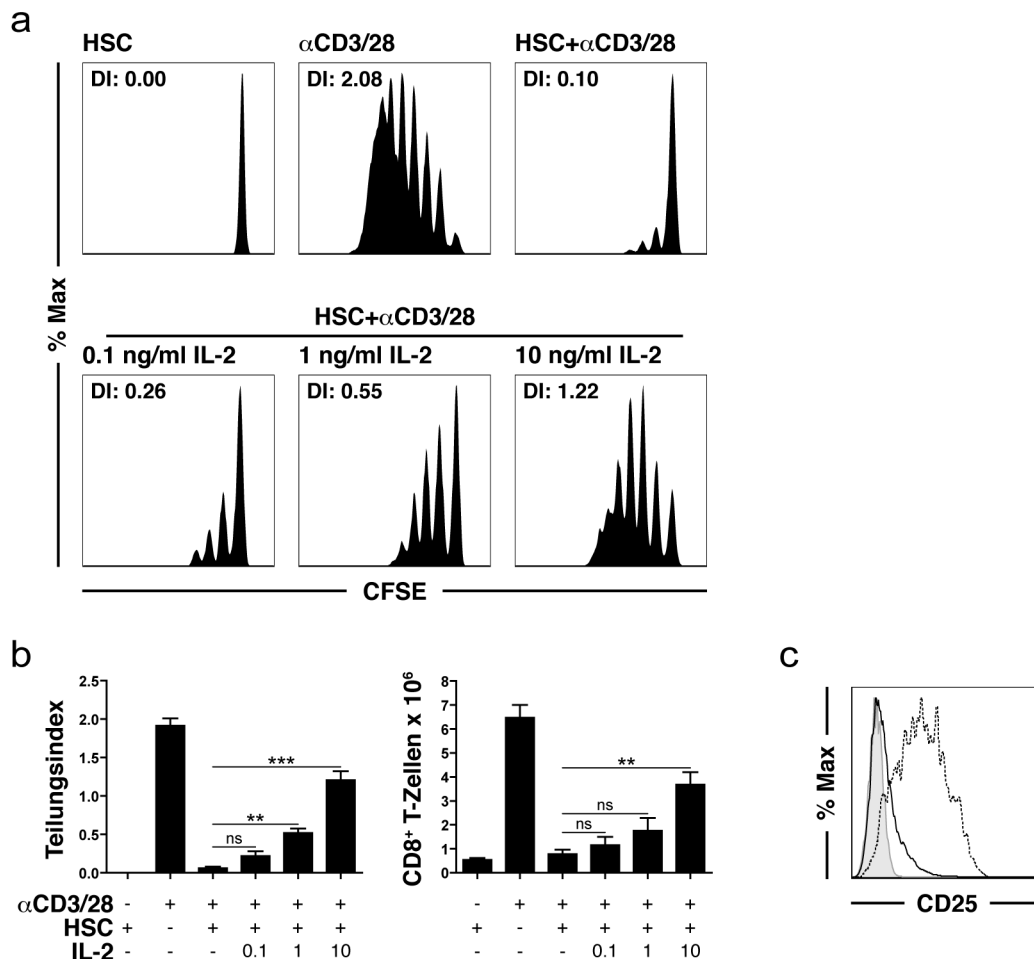 a
HSC
αCD3/28
HSC+αCD3/28
DI: 0.00
DI: 2.08
DI: 0.10
% Max
HSC+αCD3/28
0.1 ng/ml IL-2
1 ng/ml IL-2
10 ng/ml IL-2
DI: 0.26
DI: 0.55
DI: 1.22
CFSE
b
Teilungsindex
2.5
2.0
1.5
1.0
0.5
0.0
***
**
ns
CD8⁺ T-Zellen x 10⁶
8
7
6
5
4
3
2
1
0
**
ns
ns
αCD3/28 - + + + + + - + + + + +
HSC + - + + + + + - + + + +
IL-2 - - - 0.1 1 10 - - - 0.1 1 10
c
% Max
CD25